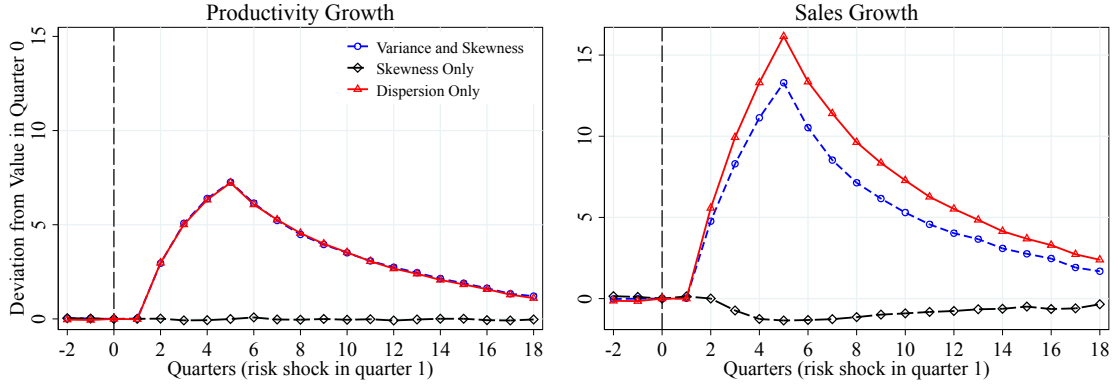 Productivity Growth
Deviation from Value in Quarter 0
15
10
5
0
Variance and Skewness
Skewness Only
Dispersion Only
-2 0 2 4 6 8 10 12 14 16 18
Quarters (risk shock in quarter 1)
Sales Growth
15
10
5
0
-2 0 2 4 6 8 10 12 14 16 18
Quarters (risk shock in quarter 1)